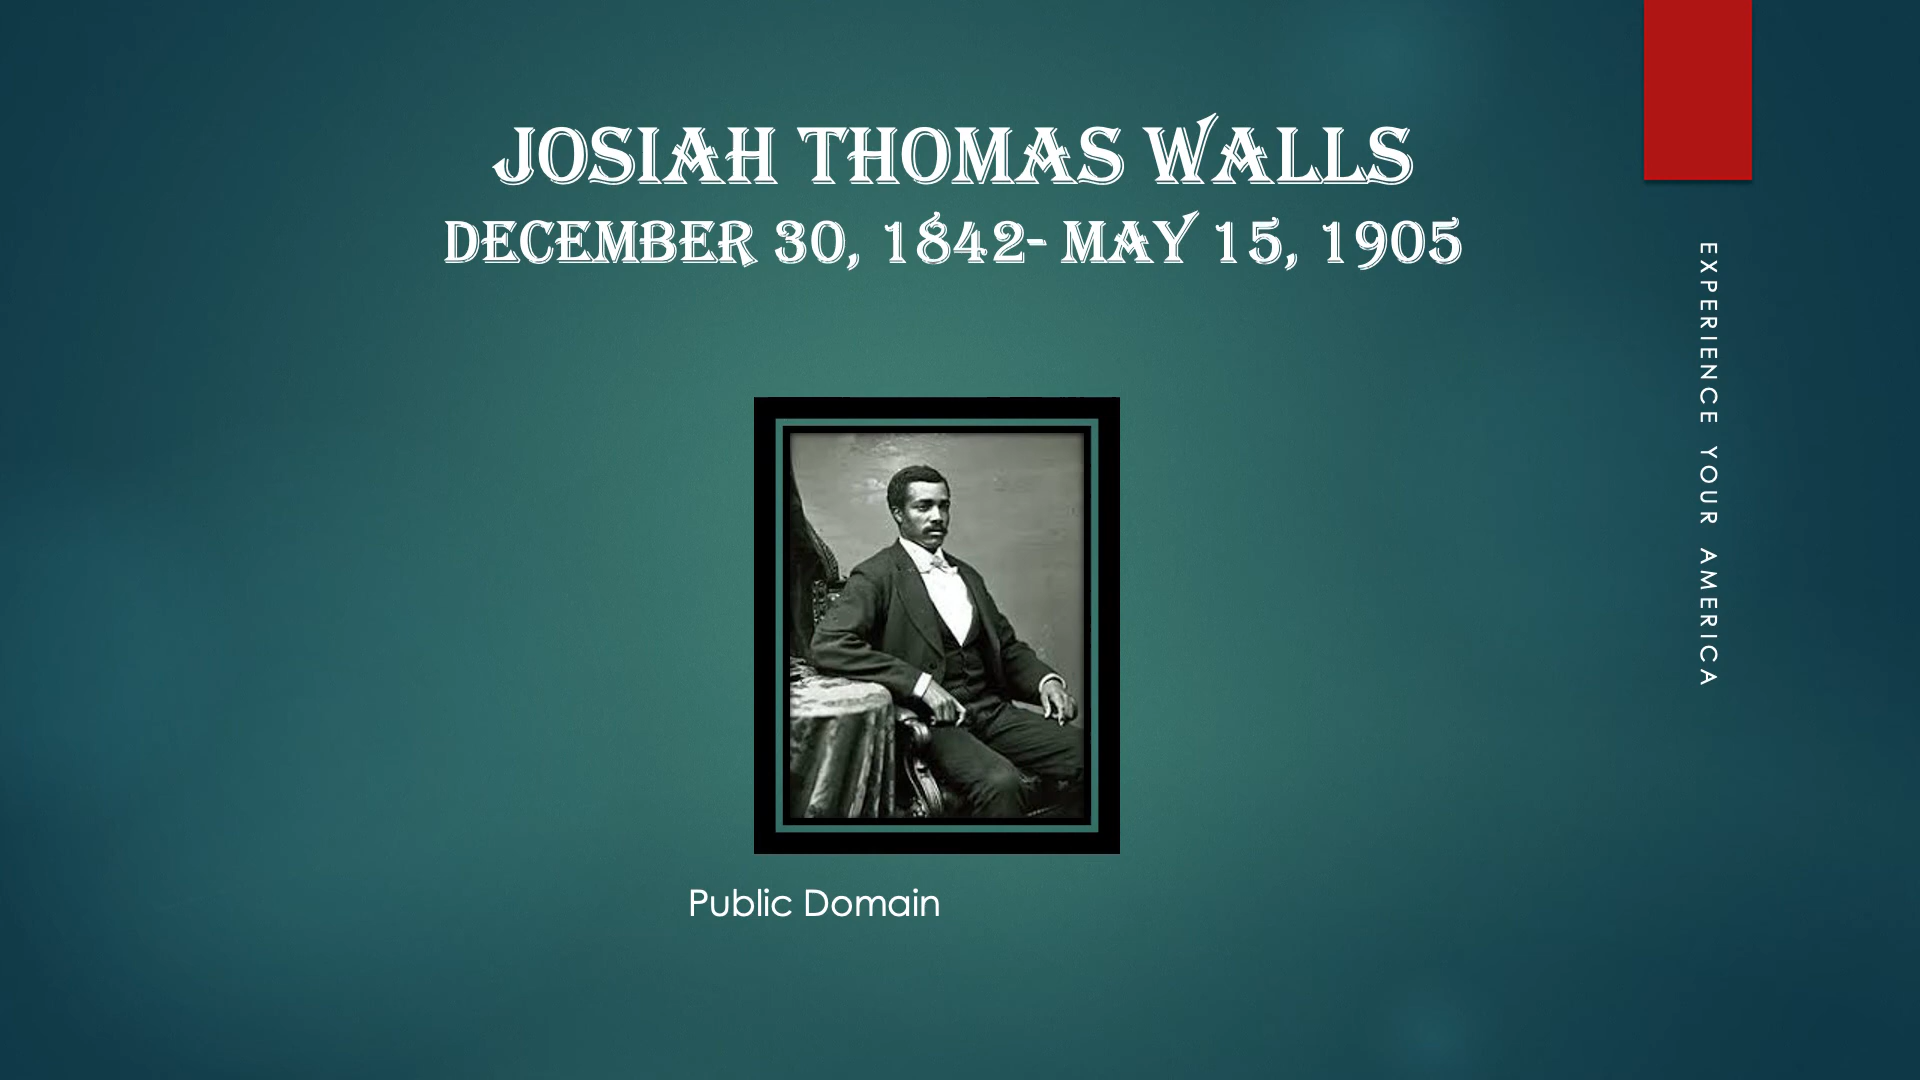 JOSIAH THOMAS WALLS
DECEMBER 30, 1842- MAY 15, 1905
EXPERIENCE YOUR AMERICA
Public Domain